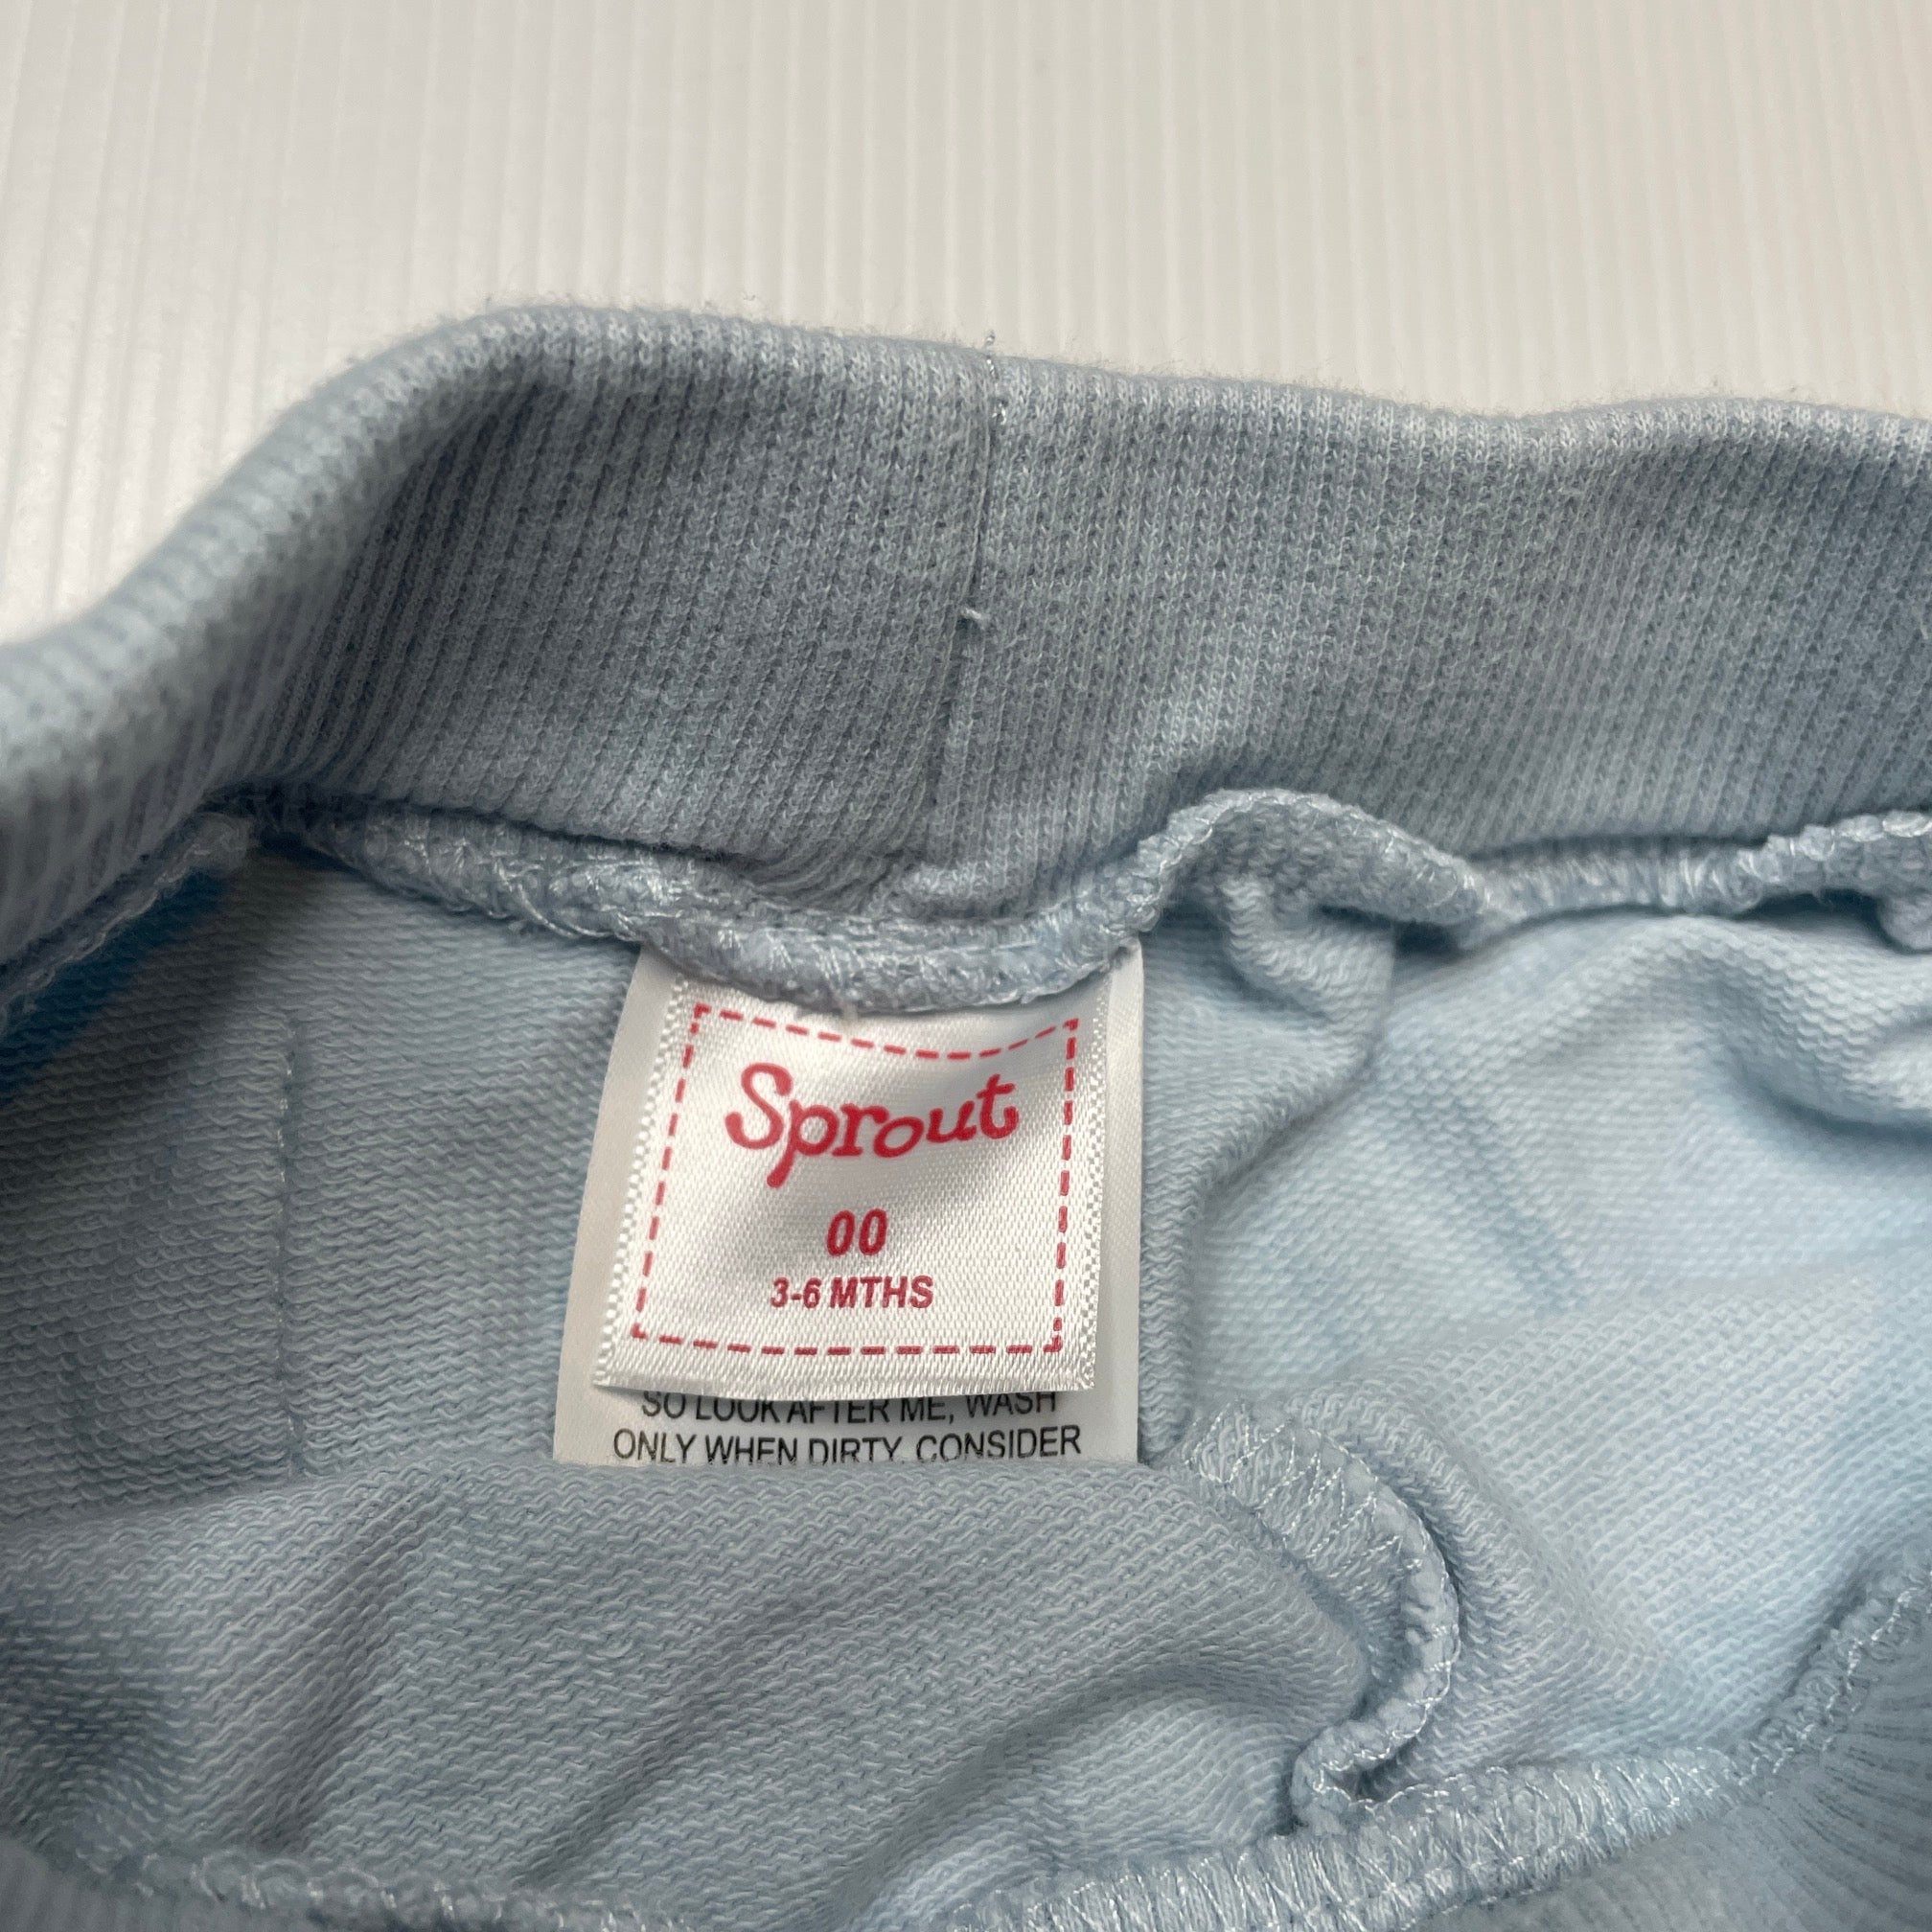 Sprout
00
3-6 MTHS
SO LOOK AFTER ME, WASH
ONLY WHEN DIRTY, CONSIDER